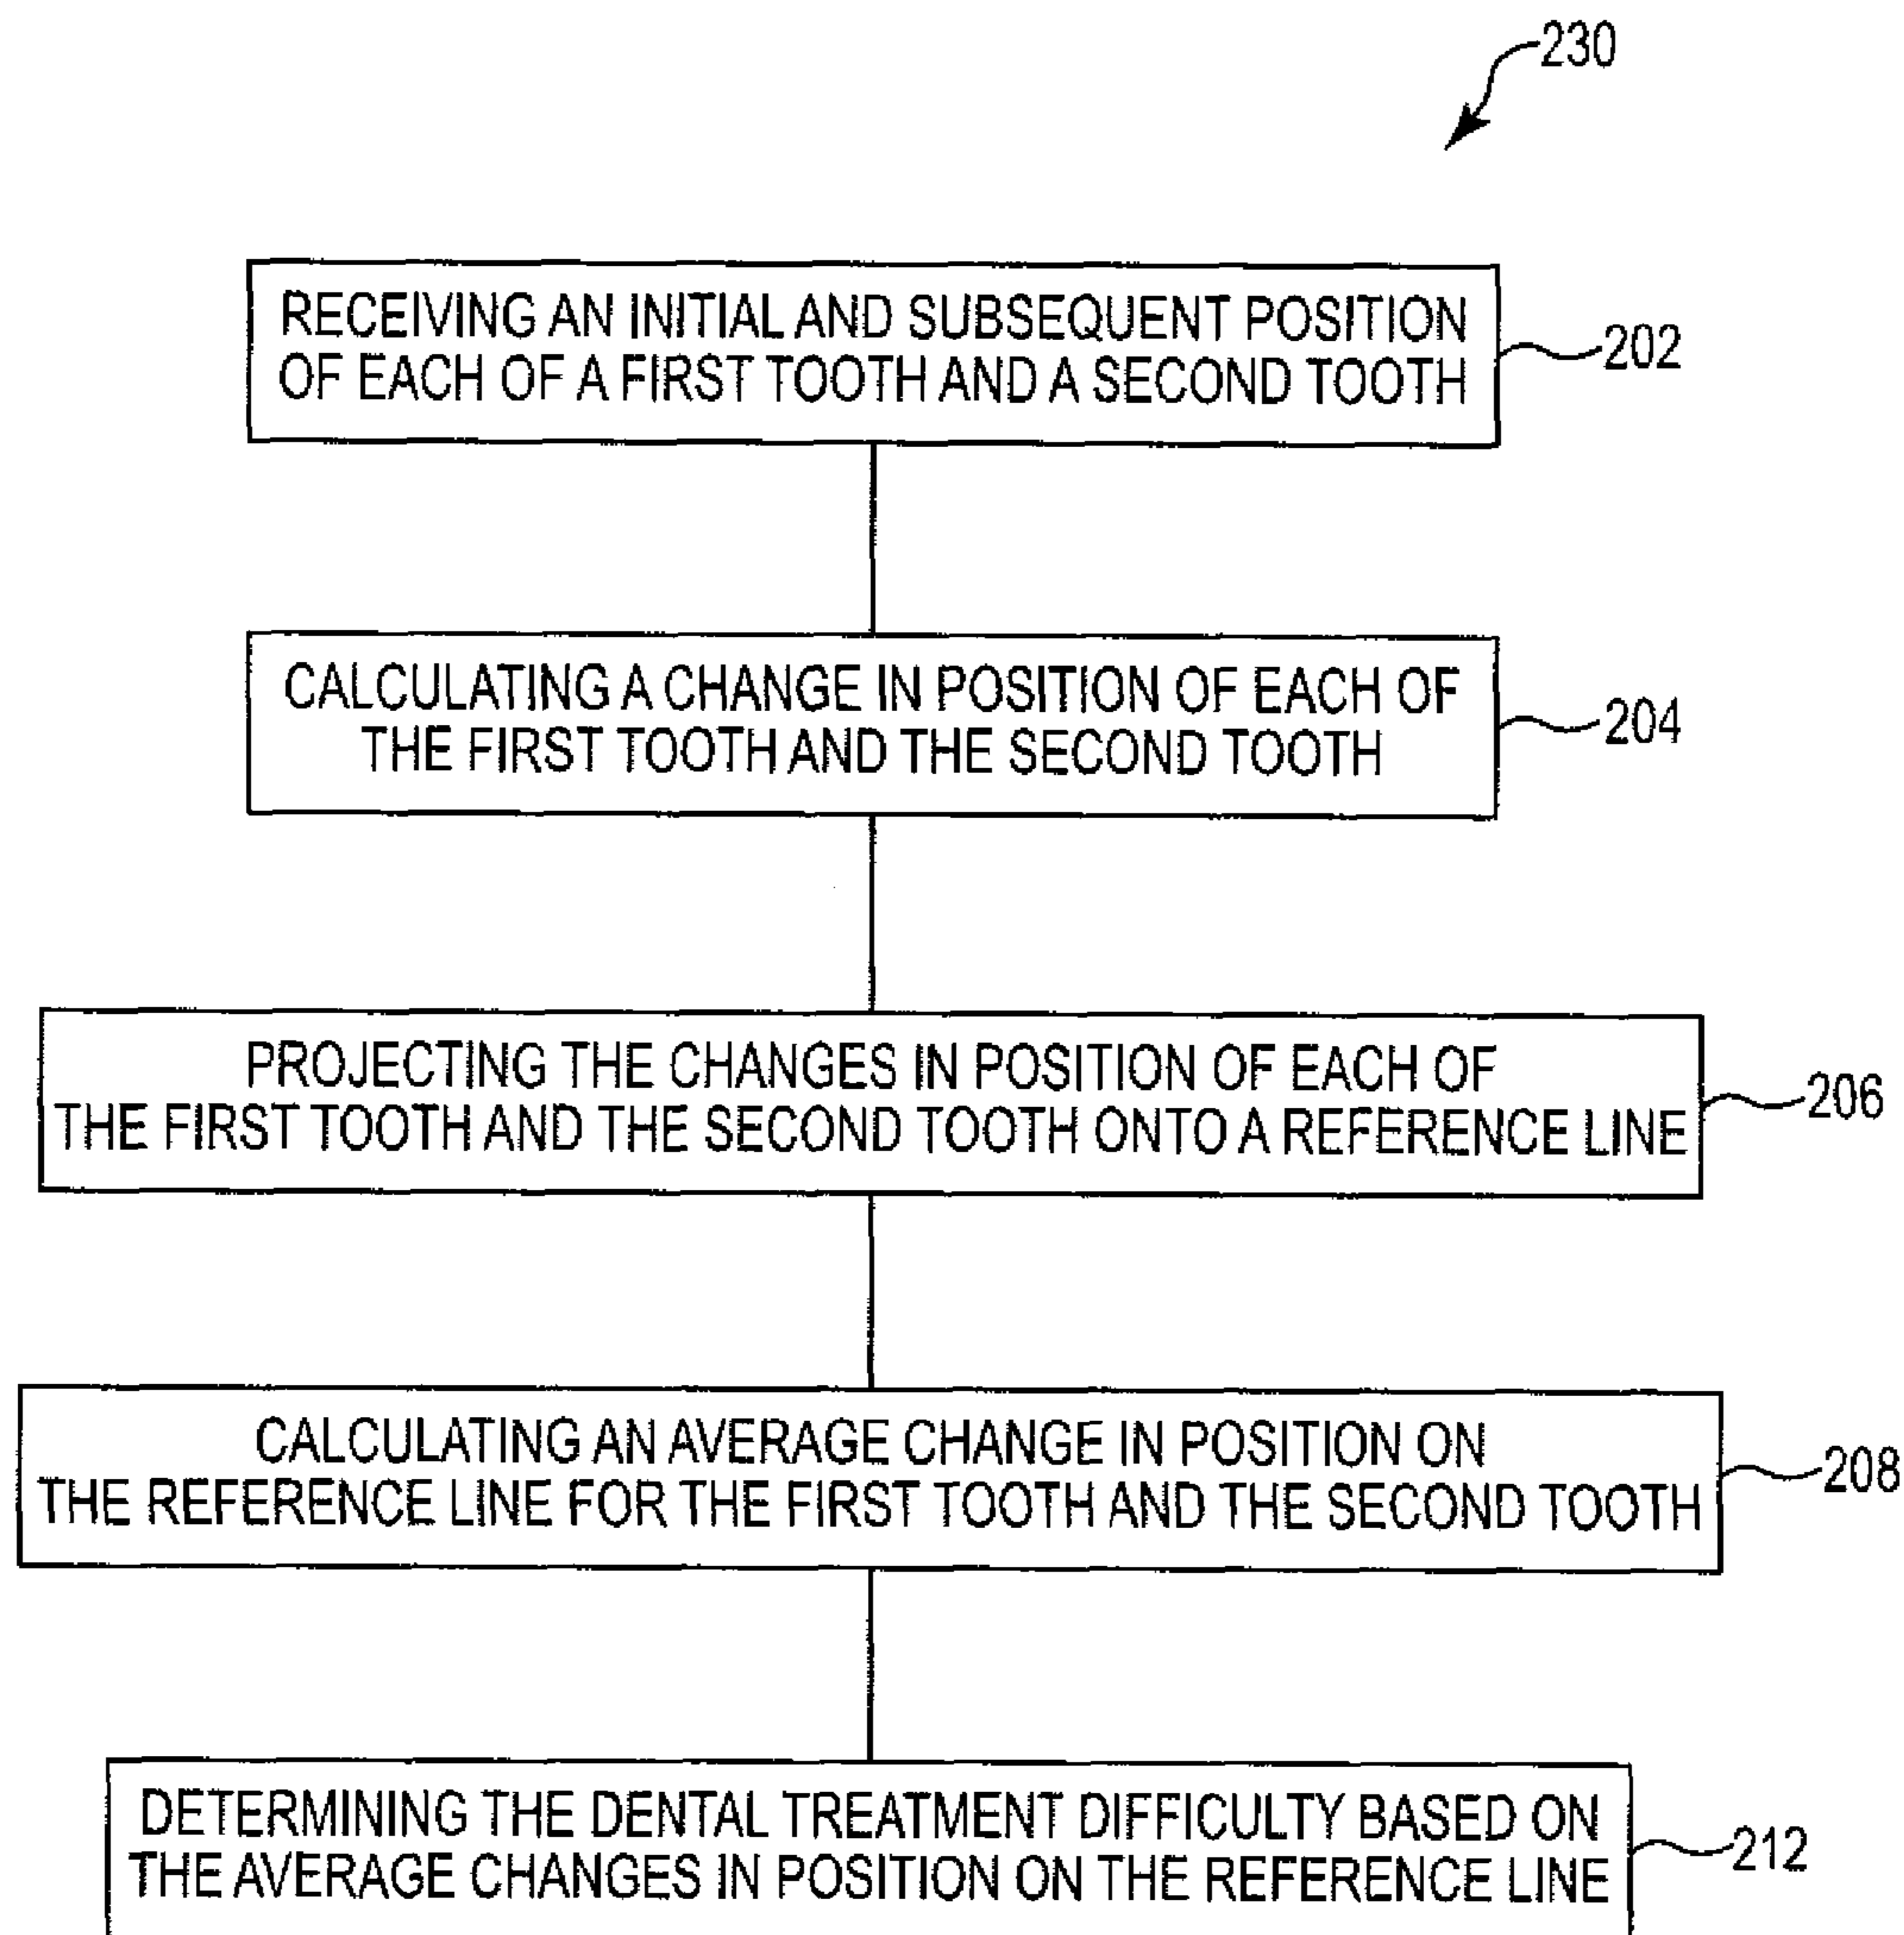 230
RECEIVING AN INITIAL AND SUBSEQUENT POSITION
OF EACH OF A FIRST TOOTH AND A SECOND TOOTH
202
CALCULATING A CHANGE IN POSITION OF EACH OF
THE FIRST TOOTH AND THE SECOND TOOTH
204
PROJECTING THE CHANGES IN POSITION OF EACH OF
THE FIRST TOOTH AND THE SECOND TOOTH ONTO A REFERENCE LINE
206
CALCULATING AN AVERAGE CHANGE IN POSITION ON
THE REFERENCE LINE FOR THE FIRST TOOTH AND THE SECOND TOOTH
208
DETERMINING THE DENTAL TREATMENT DIFFICULTY BASED ON
THE AVERAGE CHANGES IN POSITION ON THE REFERENCE LINE
212